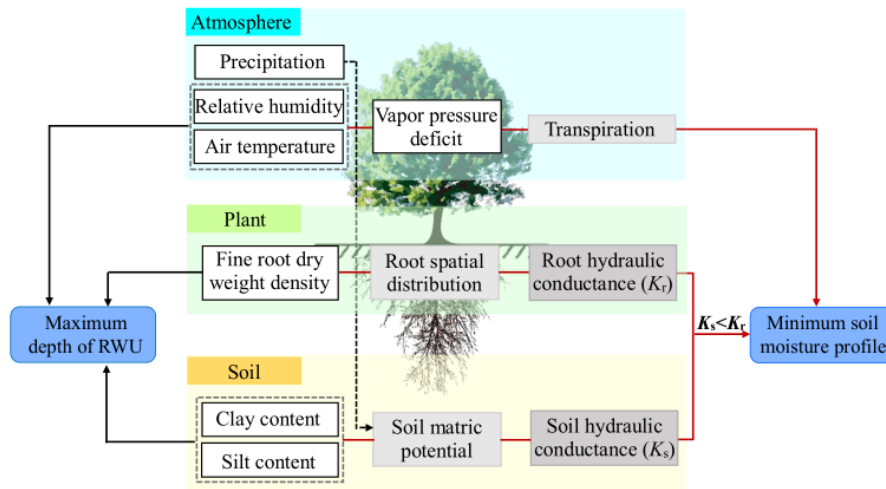 Atmosphere
Precipitation
Relative humidity
Air temperature
Vapor pressure
deficit
Transpiration
Plant
Fine root dry
weight density
Root spatial
distribution
Root hydraulic
conductance (Kr)
Maximum
depth of RWU
Ks<Kr
Minimum soil
moisture profile
Soil
Clay content
Silt content
Soil matric
potential
Soil hydraulic
conductance (Ks)